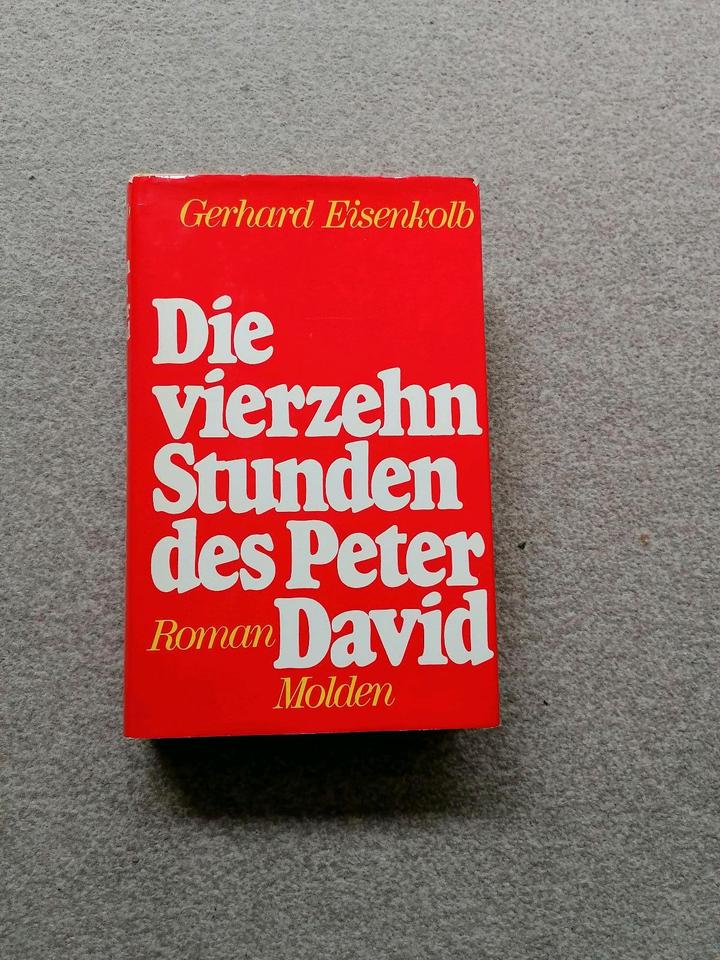 Gerhard Eisenkolb
Die
vierzehn
Stunden
des Peter
Roman David
Molden